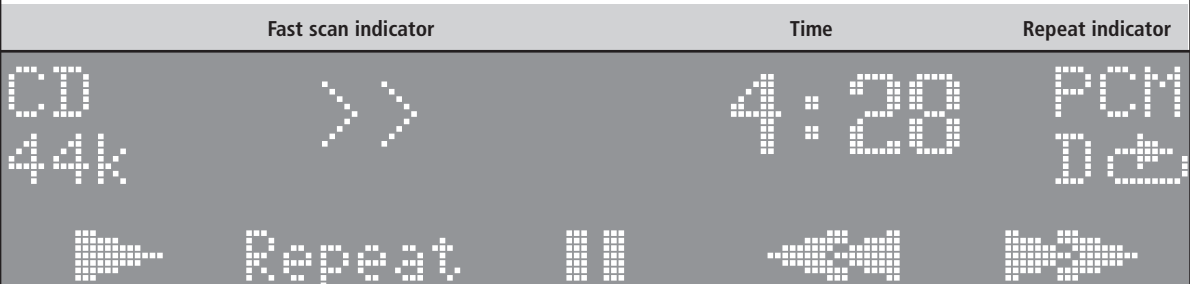 Fast scan indicator Time Repeat indicator
CD >> 4:28 PCM
44k D
Repeat